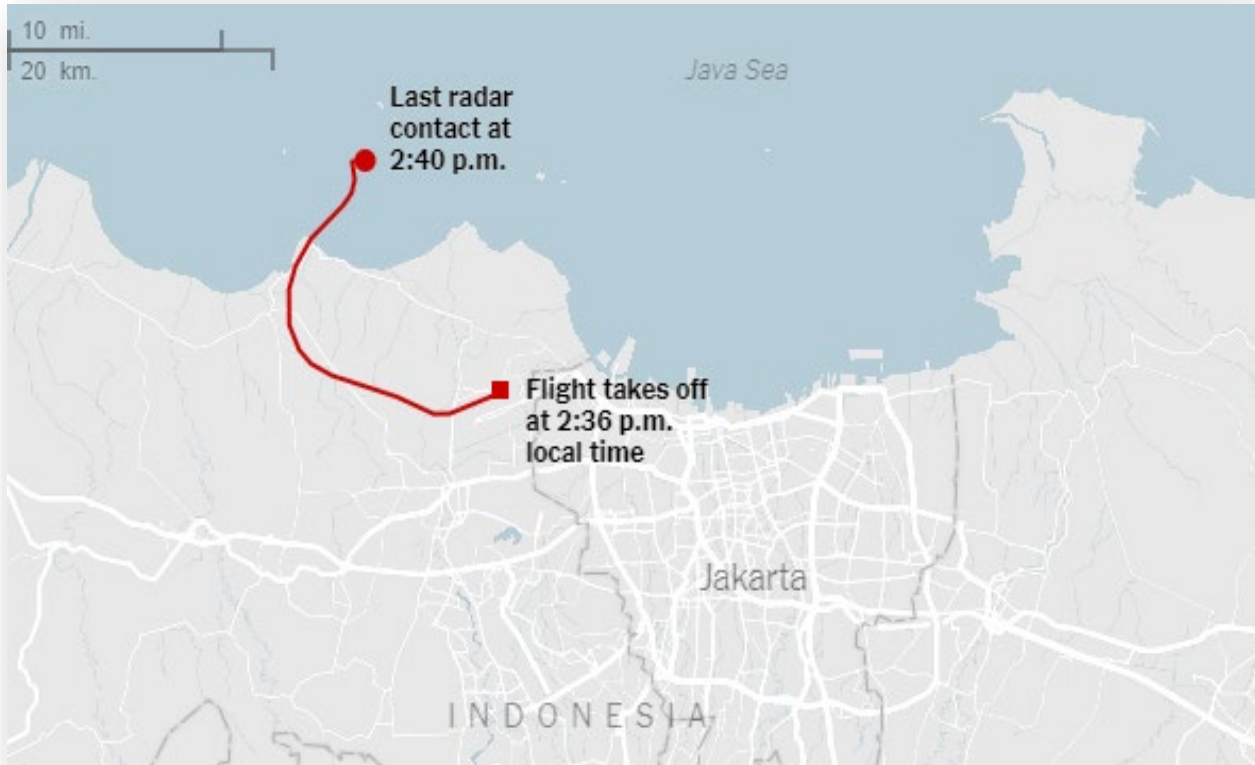 10 mi.
20 km.
Java Sea
Last radar
contact at
2:40 p.m.
Flight takes off
at 2:36 p.m.
local time
Jakarta
INDONESIA